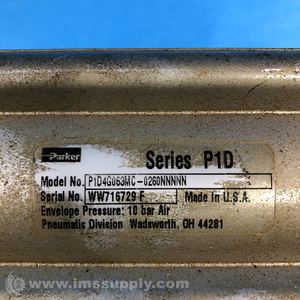 Parker
Series P1D
Model No. P1D4G063MC-0260NNNNN
Serial No. WW716729 F Made in U.S.A.
Envelope Pressure: 10 bar Air
Pneumatic Division Wadsworth, OH 44281
© www.imssupply.com